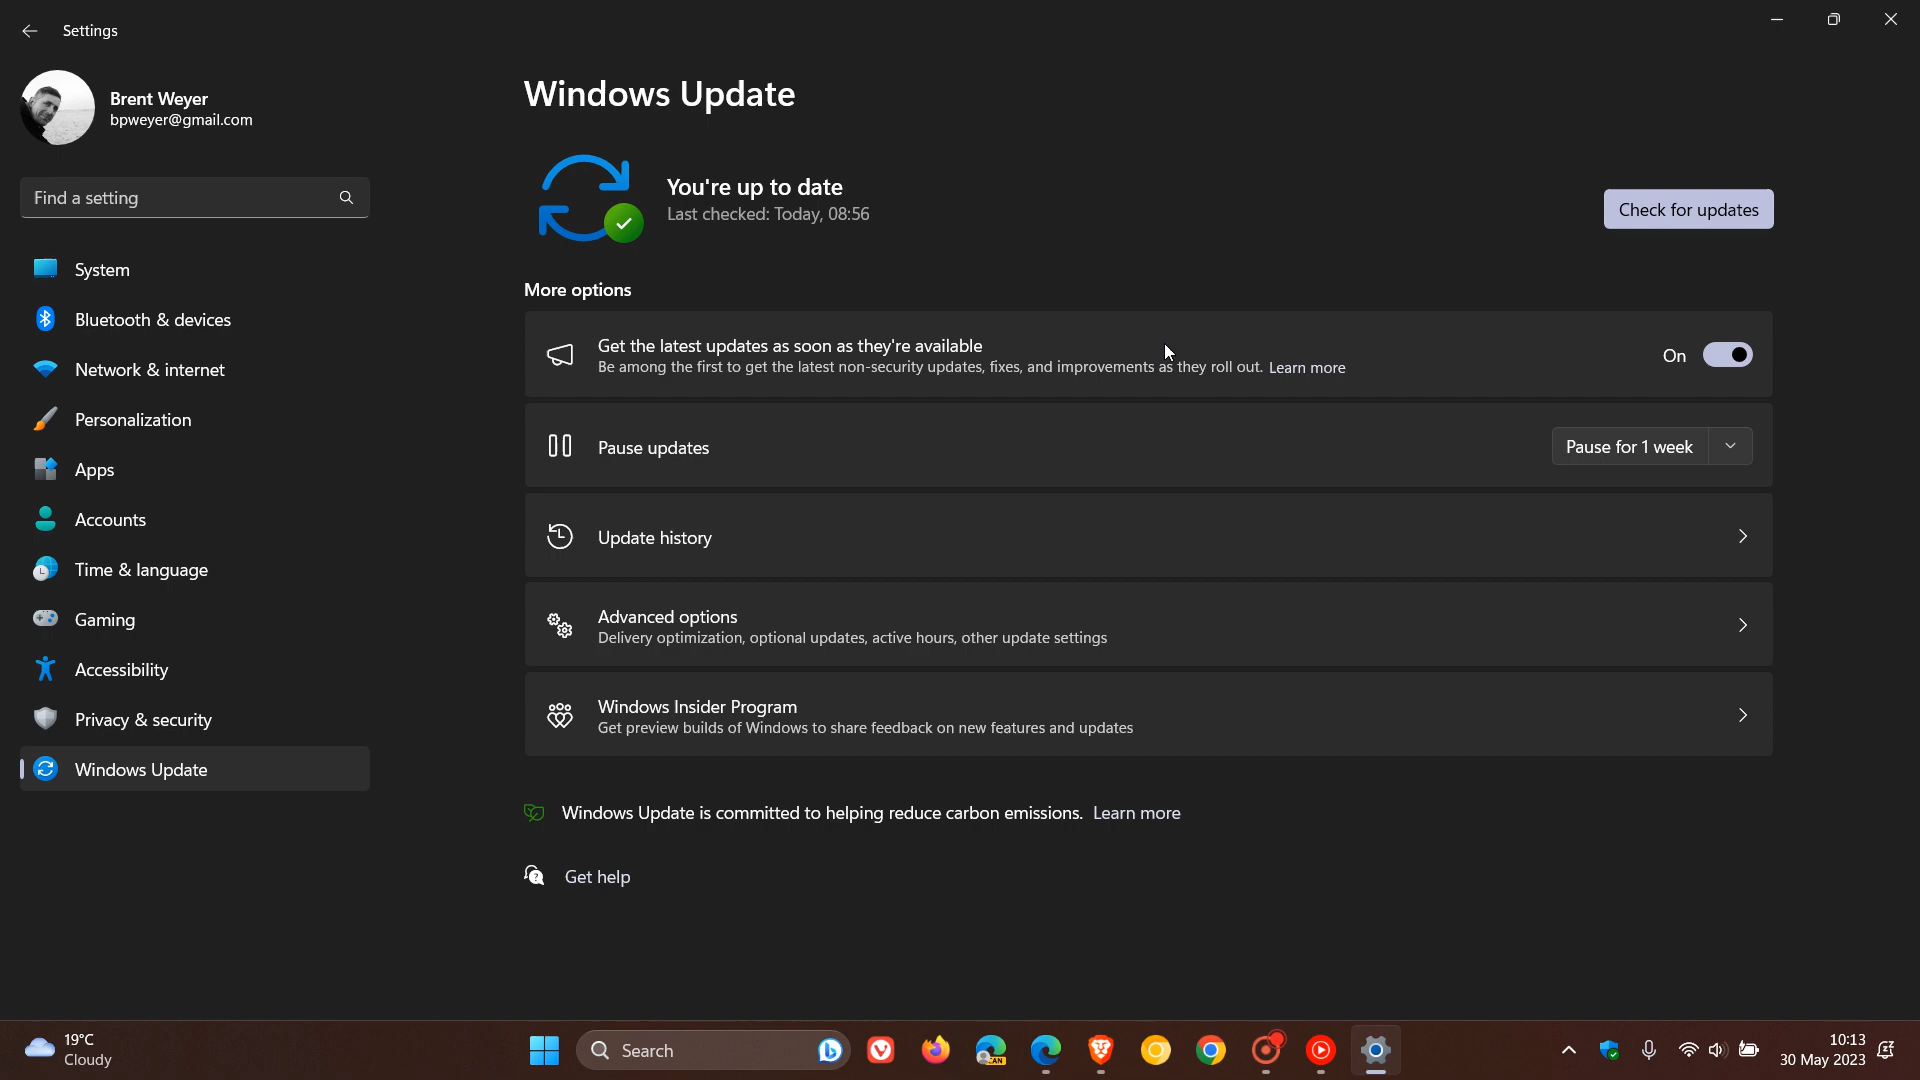 Settings
Brent Weyer
bpweyer@gmail.com
Find a setting
System
Bluetooth & devices
Network & internet
Personalization
Apps
Accounts
Time & language
Gaming
Accessibility
Privacy & security
Windows Update
Windows Update
You're up to date
Last checked: Today, 08:56
Check for updates
More options
Get the latest updates as soon as they're available
Be among the first to get the latest non-security updates, fixes, and improvements as they roll out. Learn more
On
Pause updates
Pause for 1 week
Update history
Advanced options
Delivery optimization, optional updates, active hours, other update settings
Windows Insider Program
Get preview builds of Windows to share feedback on new features and updates
Windows Update is committed to helping reduce carbon emissions. Learn more
Get help
19°C
Cloudy
Search
CAN
10:13
30 May 2023